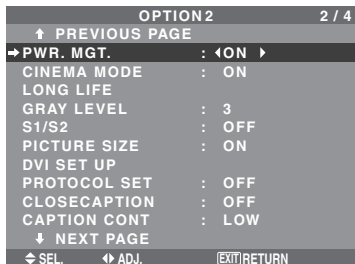 OPTION2 2 / 4
⬆ PREVIOUS PAGE
➔PWR. MGT. : ◀ON ▶
CINEMA MODE : ON
LONG LIFE
GRAY LEVEL : 3
S1/S2 : OFF
PICTURE SIZE : ON
DVI SET UP
PROTOCOL SET : OFF
CLOSECAPTION : OFF
CAPTION CONT : LOW
⬇ NEXT PAGE
SEL. ADJ. EXIT RETURN